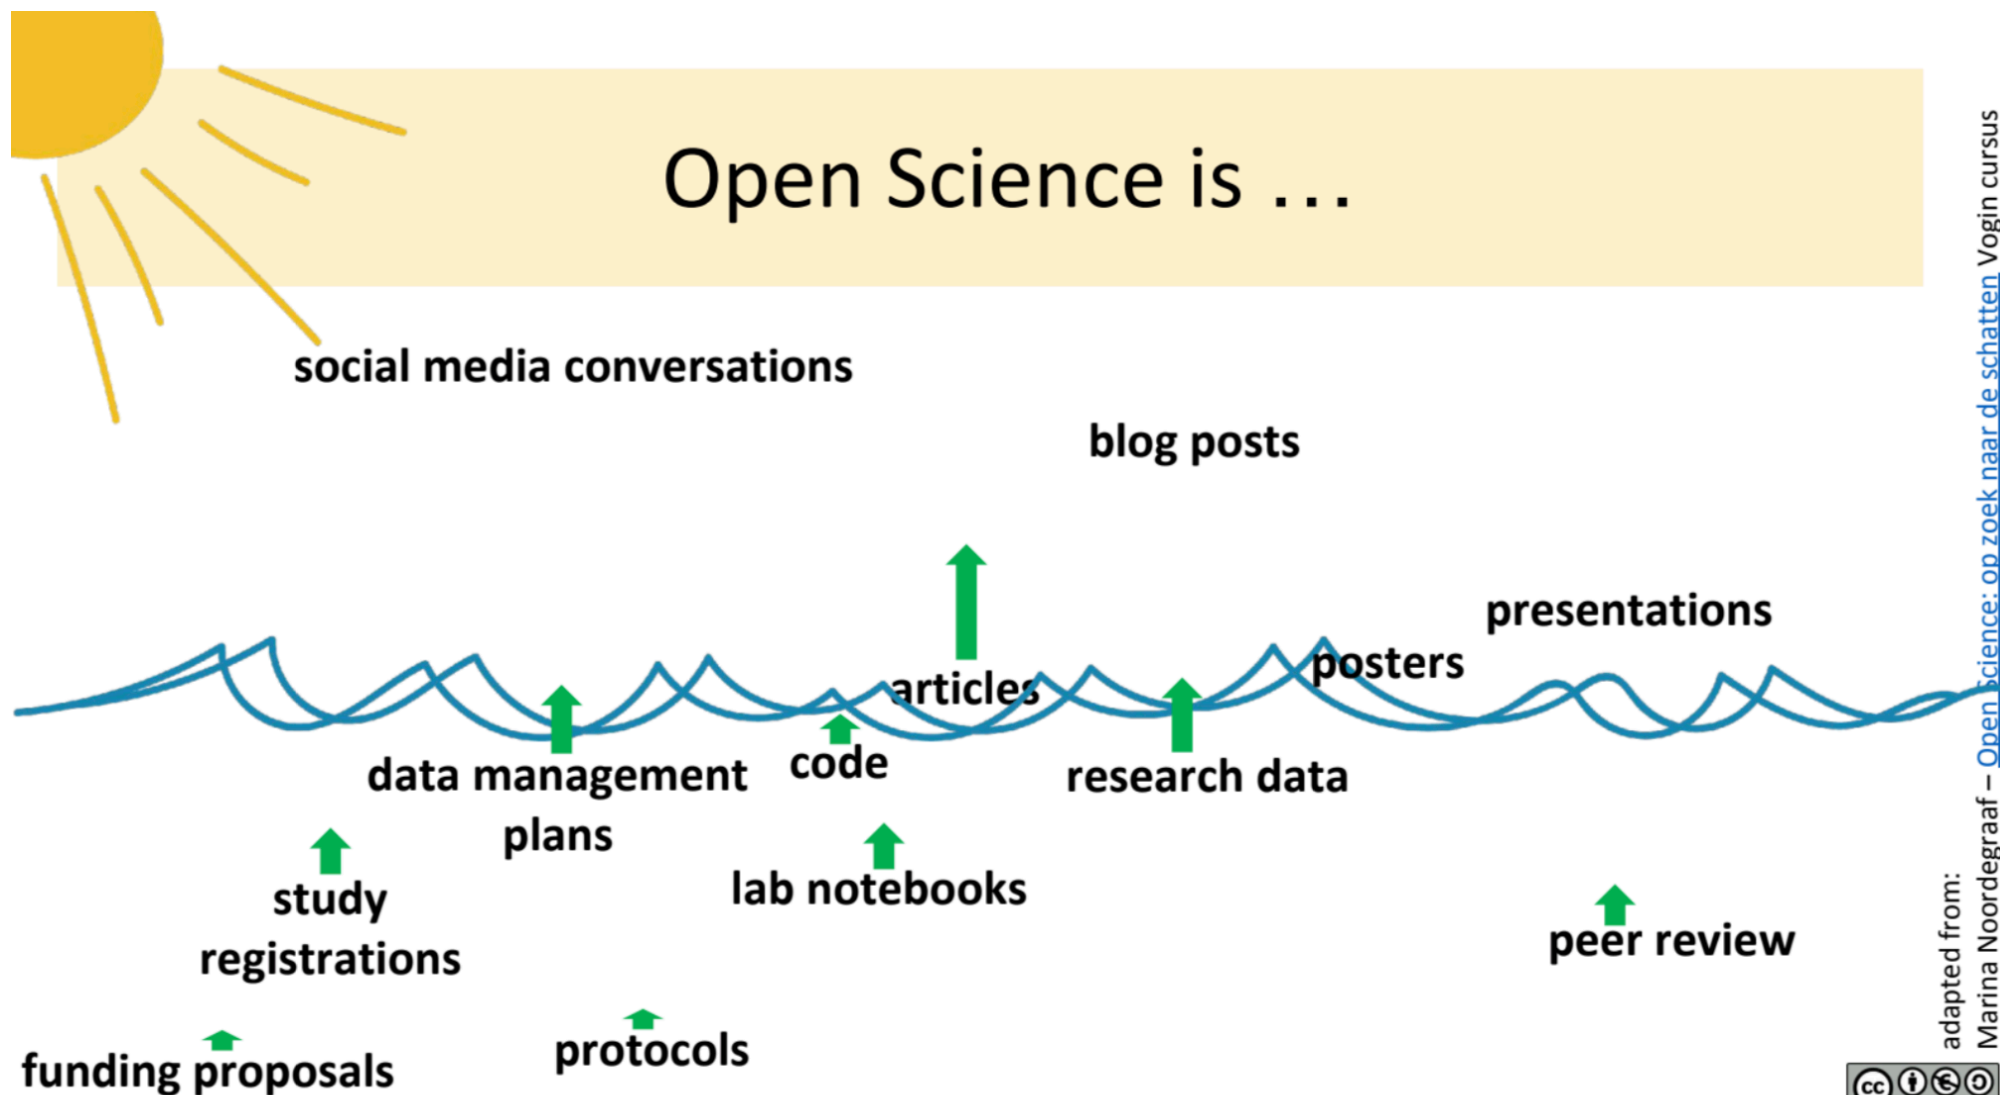 Open Science is ...
social media conversations
blog posts
presentations
posters
articles
code
data management
plans
research data
study
registrations
lab notebooks
peer review
protocols
funding proposals
adapted from:
Marina Noordegraaf – Open Science: op zoek naar de schatten Vogin cursus
cc